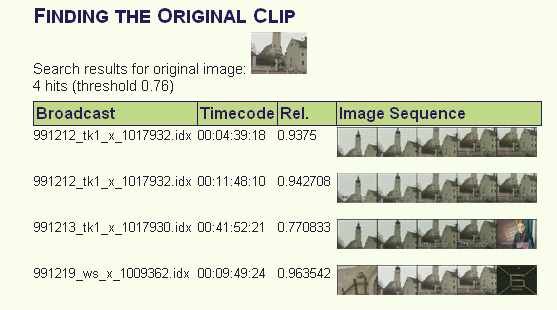 FINDING THE ORIGINAL CLIP
Search results for original image:
4 hits (threshold 0.76)
Broadcast Timecode Rel. Image Sequence
991212_tk1_x_1017932.idx 00:04:39:18 0.9375
991212_tk1_x_1017932.idx 00:11:48:10 0.942708
991213_tk1_x_1017930.idx 00:41:52:21 0.770833
991219_ws_x_1009362.idx 00:09:49:24 0.963542